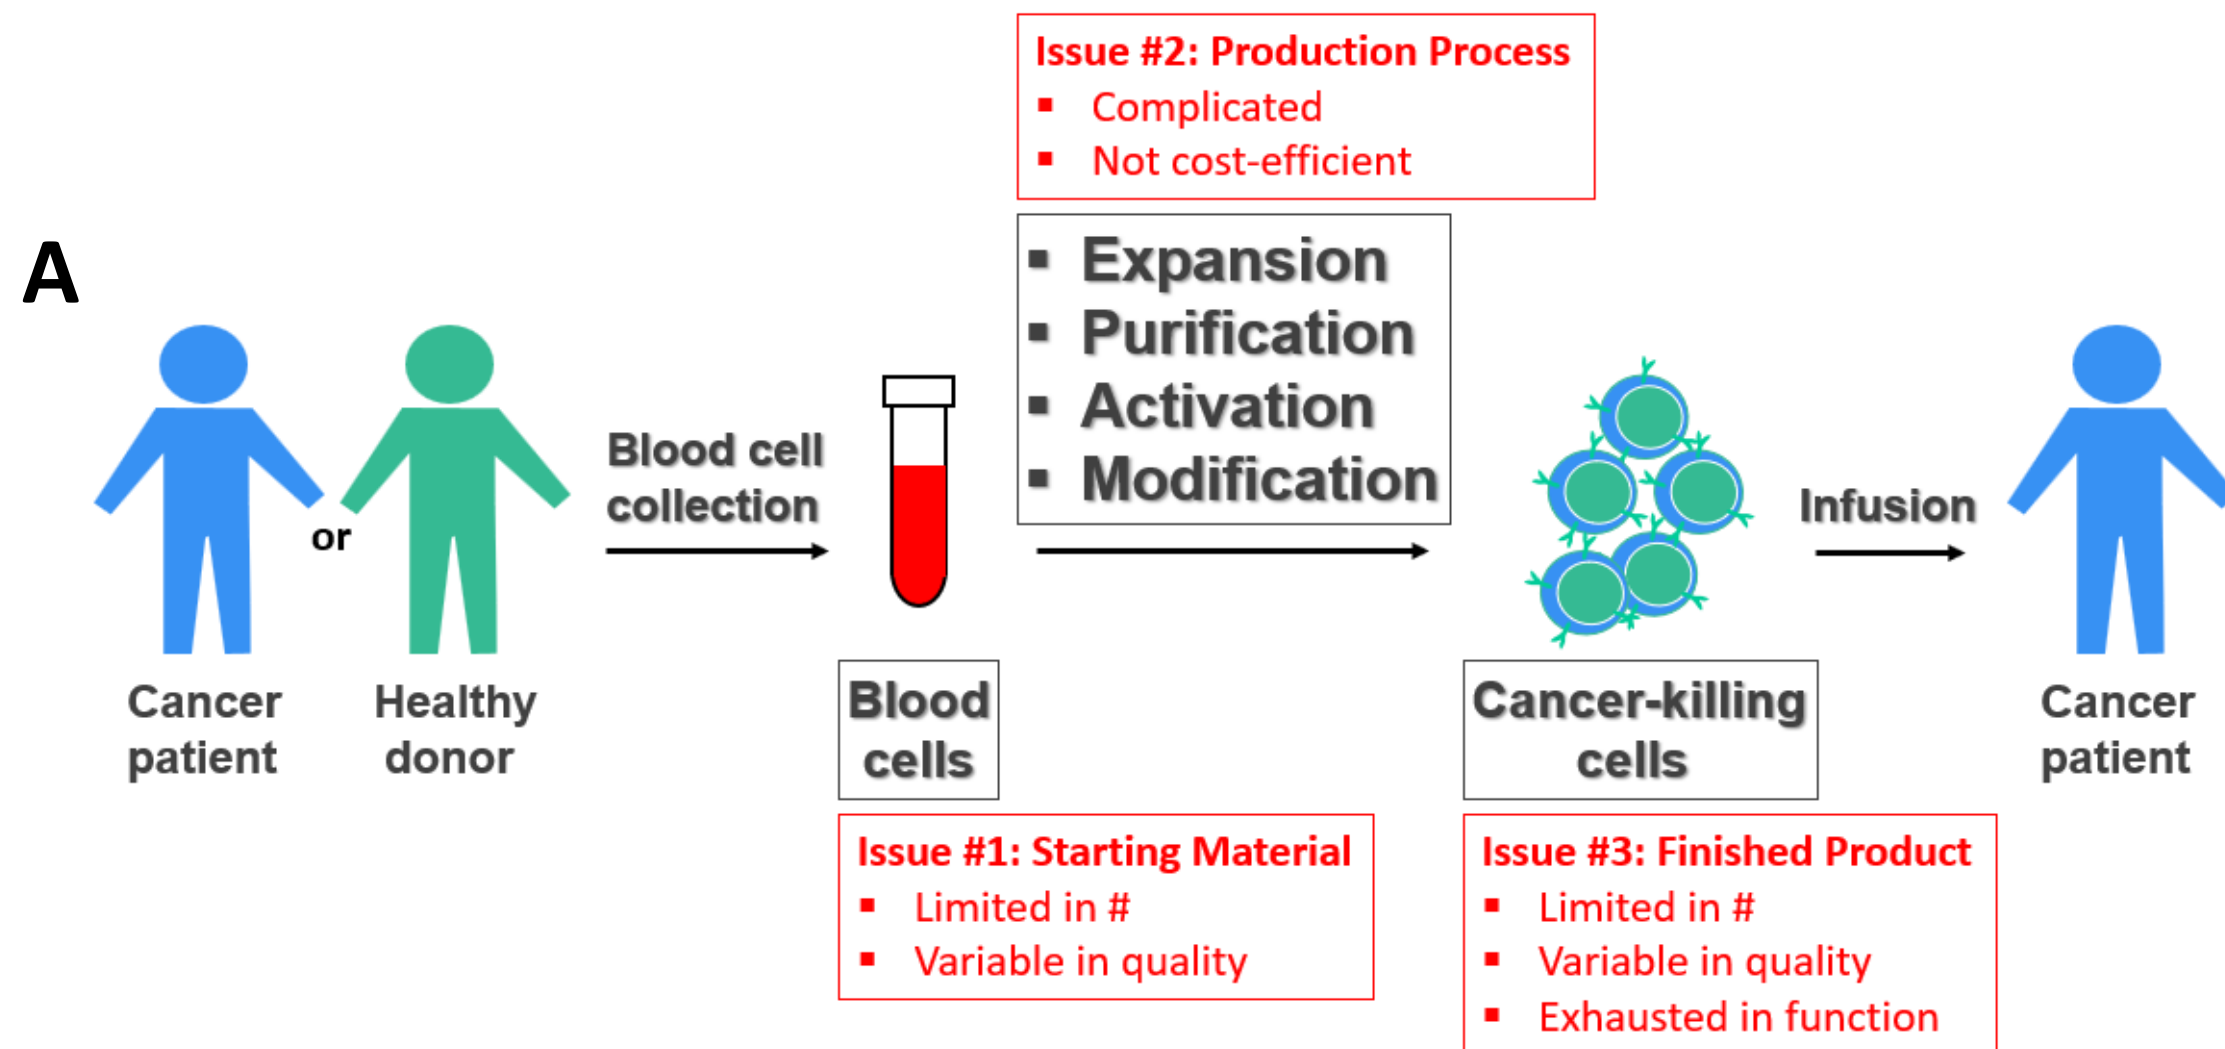 Issue #2: Production Process
▪ Complicated
▪ Not cost-efficient
A
▪ Expansion
▪ Purification
▪ Activation
▪ Modification
Blood cell
collection
or
Infusion
Cancer
patient
Healthy
donor
Blood
cells
Cancer-killing
cells
Cancer
patient
Issue #1: Starting Material
▪ Limited in #
▪ Variable in quality
Issue #3: Finished Product
▪ Limited in #
▪ Variable in quality
▪ Exhausted in function